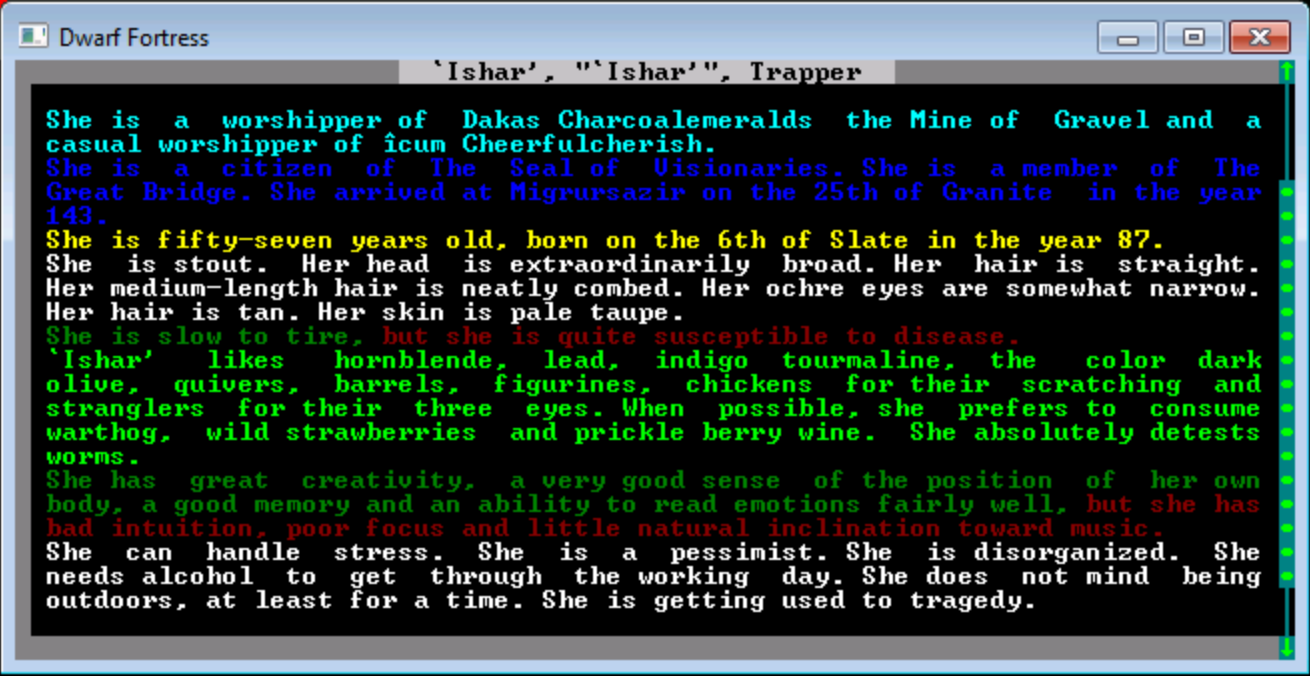 Dwarf Fortress
`Ishar', "`Ishar'", Trapper
She is a worshipper of Dakas Charcoalemeralds the Mine of Gravel and a
casual worshipper of îcum Cheerfulcherish.
She is a citizen of The Seal of Visionaries. She is a member of The
Great Bridge. She arrived at Migrursazir on the 25th of Granite in the year
143.
She is fifty-seven years old, born on the 6th of Slate in the year 87.
She is stout. Her head is extraordinarily broad. Her hair is straight.
Her medium-length hair is neatly combed. Her ochre eyes are somewhat narrow.
Her hair is tan. Her skin is pale taupe.
She is slow to tire, but she is quite susceptible to disease.
`Ishar' likes hornblende, lead, indigo tourmaline, the color dark
olive, quivers, barrels, figurines, chickens for their scratching and
stranglers for their three eyes. When possible, she prefers to consume
warthog, wild strawberries and prickle berry wine. She absolutely detests
worms.
She has great creativity, a very good sense of the position of her own
body, a good memory and an ability to read emotions fairly well, but she has
bad intuition, poor focus and little natural inclination toward music.
She can handle stress. She is a pessimist. She is disorganized. She
needs alcohol to get through the working day. She does not mind being
outdoors, at least for a time. She is getting used to tragedy.